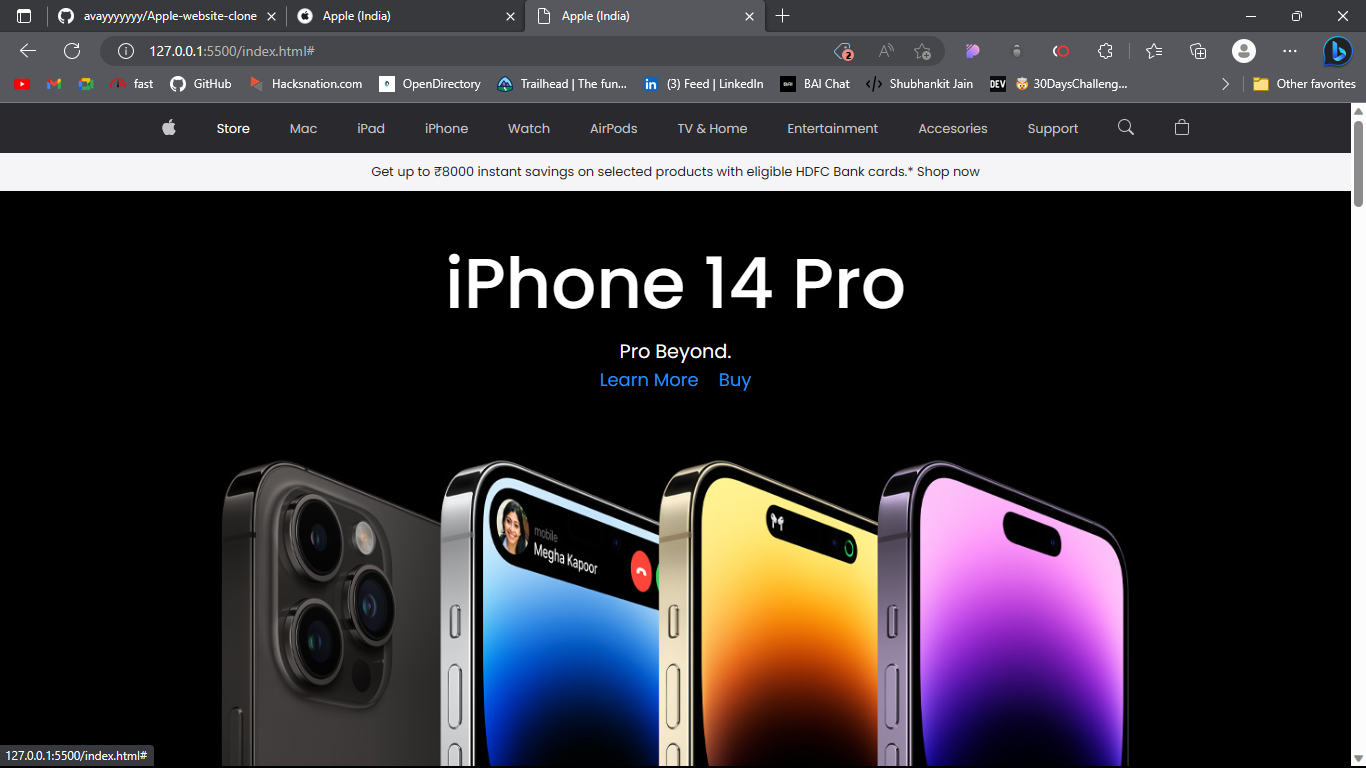 avayyyyyyy/Apple-website-clone
Apple (India)
Apple (India)
127.0.0.1:5500/index.html#
2
fast
GitHub
Hacksnation.com
OpenDirectory
Trailhead | The fun...
(3) Feed | LinkedIn
BAI
BAI Chat
Shubhankit Jain
DEV
30DaysChalleng...
Other favorites
Store
Mac
iPad
iPhone
Watch
AirPods
TV & Home
Entertainment
Accesories
Support
Get up to ₹8000 instant savings on selected products with eligible HDFC Bank cards.* Shop now
iPhone 14 Pro
Pro Beyond.
Learn More
Buy
mobile
Megha Kapoor
127.0.0.1:5500/index.html#